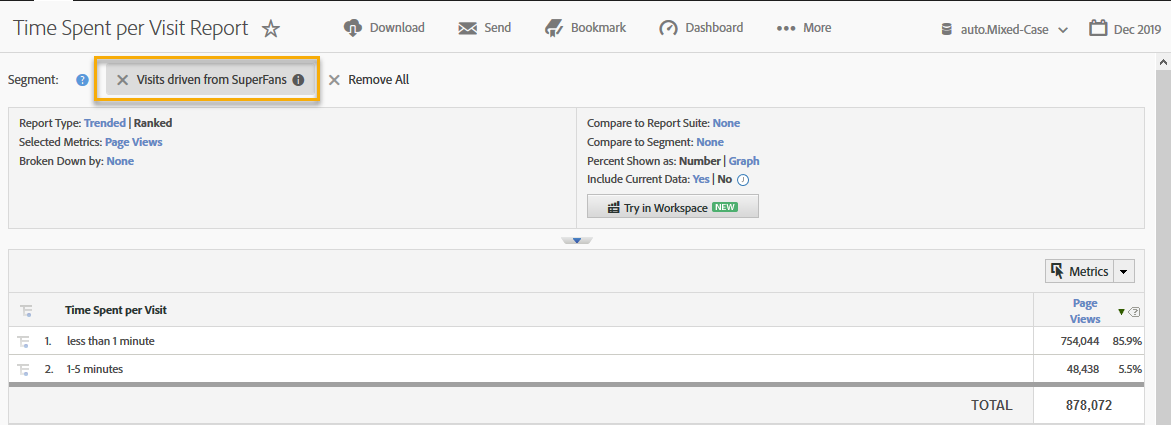 Time Spent per Visit Report Download Send Bookmark Dashboard More auto.Mixed-Case Dec 2019
Segment: ? Visits driven from SuperFans i Remove All
Report Type: Trended | Ranked
Selected Metrics: Page Views
Broken Down by: None
Compare to Report Suite: None
Compare to Segment: None
Percent Shown as: Number | Graph
Include Current Data: Yes | No i
Try in Workspace NEW
Metrics
Time Spent per Visit Page Views ?
1. less than 1 minute 754,044 85.9%
2. 1-5 minutes 48,438 5.5%
TOTAL 878,072